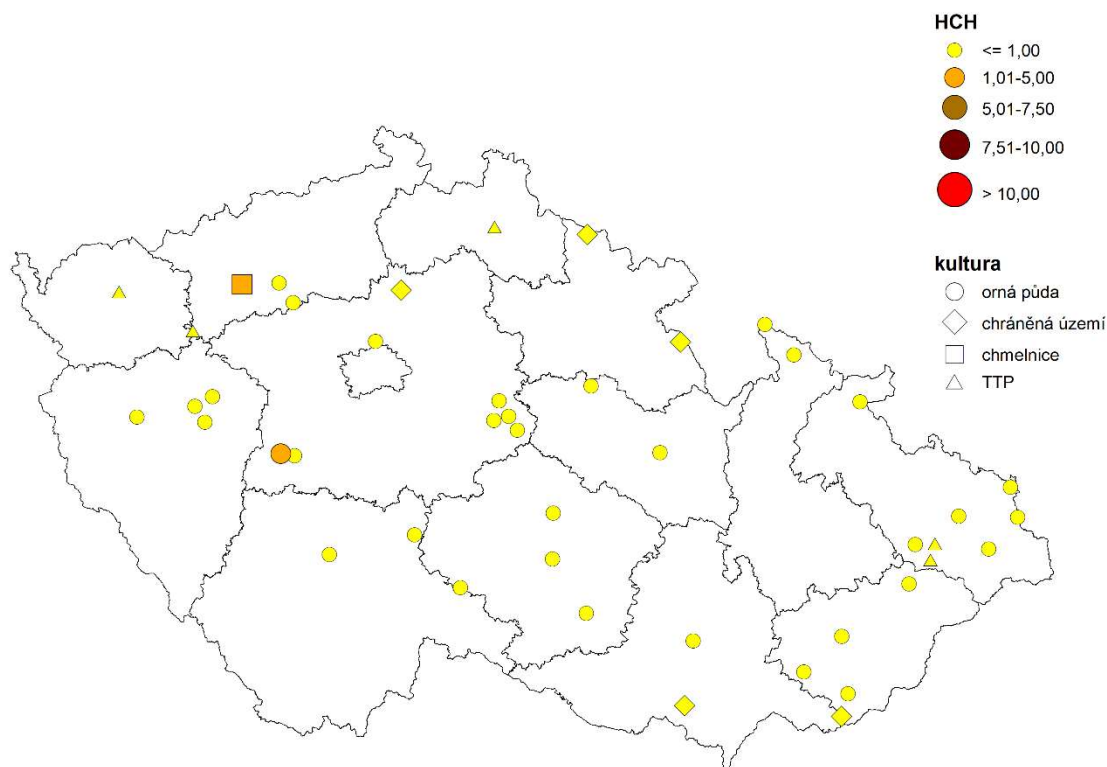 HCH
<= 1,00
1,01-5,00
5,01-7,50
7,51-10,00
> 10,00
kultura
orná půda
chráněná území
chmelnice
TTP